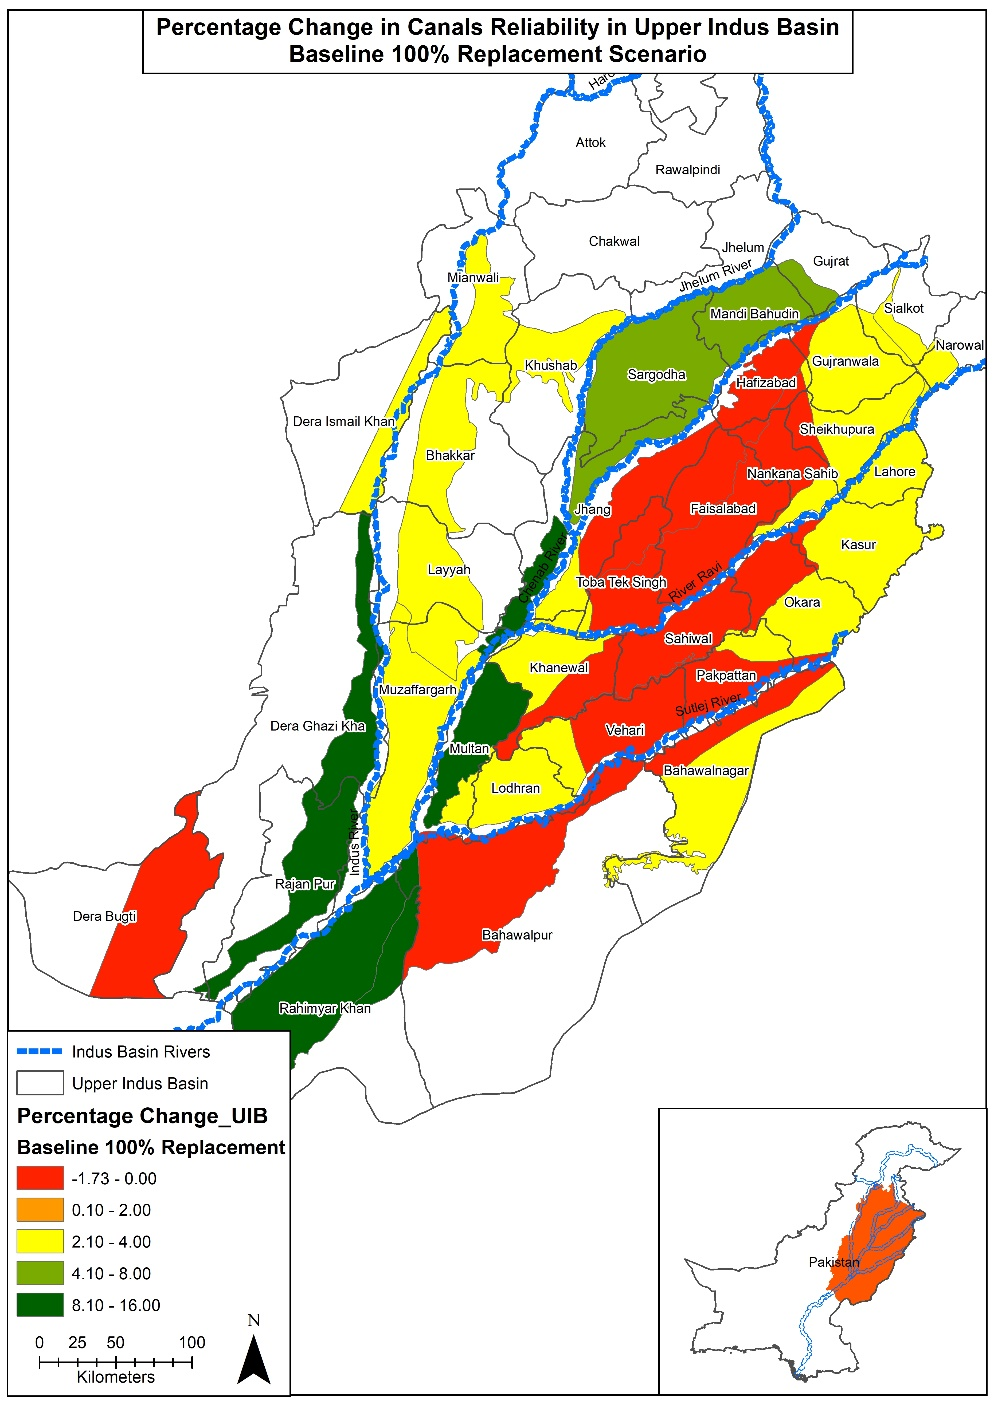 Percentage Change in Canals Reliability in Upper Indus Basin
Baseline 100% Replacement Scenario
Haro
Attok
Rawalpindi
Chakwal
Jhelum
Gujrat
Jhelum River
Mianwali
Mandi Bahudin
Sialkot
Narowal
Khushab
Sargodha
Hafizabad
Gujranwala
Dera Ismail Khan
Sheikhupura
Bhakkar
Nankana Sahib
Lahore
Jhang
Faisalabad
Kasur
Chenab River
Layyah
Toba Tek Singh
River Ravi
Okara
Sahiwal
Khanewal
Pakpattan
Muzaffargarh
Sutlej River
Dera Ghazi Kha
Vehari
Multan
Bahawalnagar
Lodhran
Indus River
Rajan Pur
Dera Bugti
Bahawalpur
Rahimyar Khan
Indus Basin Rivers
Upper Indus Basin
Percentage Change_UIB
Baseline 100% Replacement
-1.73 - 0.00
0.10 - 2.00
2.10 - 4.00
4.10 - 8.00
8.10 - 16.00
N
0 25 50 100
Kilometers
Pakistan